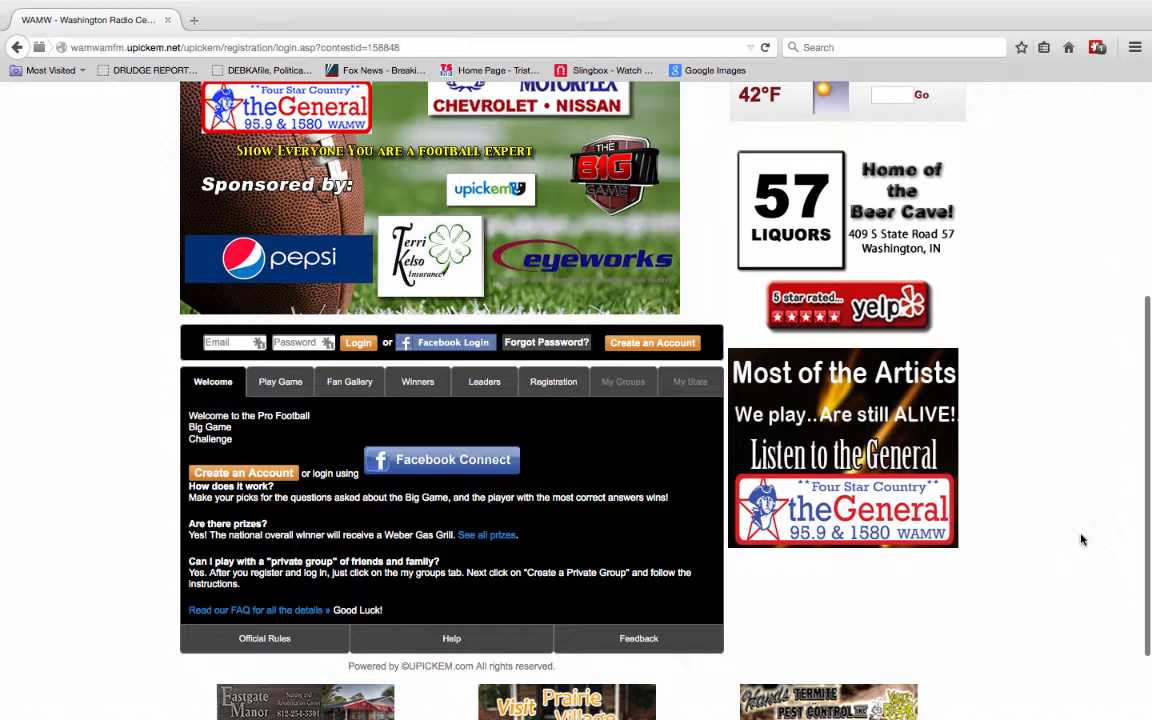 WAMW - Washington Radio Ce...
wamwamfm.upickem.net/upickem/registration/login.asp?contestid=158848
Search
Most Visited
DRUDGE REPORT...
DEBKAfile, Politica...
Fox News - Breaki...
Home Page - Trist...
Slingbox - Watch ...
Google Images
**Four Star Country**
theGeneral
95.9 & 1580 WAMW
MOTORPLEX
CHEVROLET • NISSAN
42°F
Go
Show Everyone You are a football expert
Sponsored by:
upickem
THE
BIG
GAME
pepsi
Terri
Kelso
Insurance
eyeworks
57
LIQUORS
Home of
the
Beer Cave!
409 S State Road 57
Washington, IN
5 star rated...
yelp
Email
Password
Login
or
Facebook Login
Forgot Password?
Create an Account
Welcome
Play Game
Fan Gallery
Winners
Leaders
Registration
My Groups
My Stats
Most of the Artists
We play..Are still ALIVE!.
Listen to the General
**Four Star Country**
theGeneral
95.9 & 1580 WAMW
Welcome to the Pro Football
Big Game
Challenge
Create an Account or login using Facebook Connect
How does it work?
Make your picks for the questions asked about the Big Game, and the player with the most correct answers wins!
Are there prizes?
Yes! The national overall winner will receive a Weber Gas Grill. See all prizes.
Can I play with a "private group" of friends and family?
Yes. After you register and log in, just click on the my groups tab. Next click on "Create a Private Group" and follow the
instructions.
Read our FAQ for all the details » Good Luck!
Official Rules
Help
Feedback
Powered by ©UPICKEM.com All rights reserved.
Eastgate
Manor
Nursing and
Rehabilitation Center
812-254-3301
Visit Prairie
Village
Hands TERMITE
PEST CONTROL INC